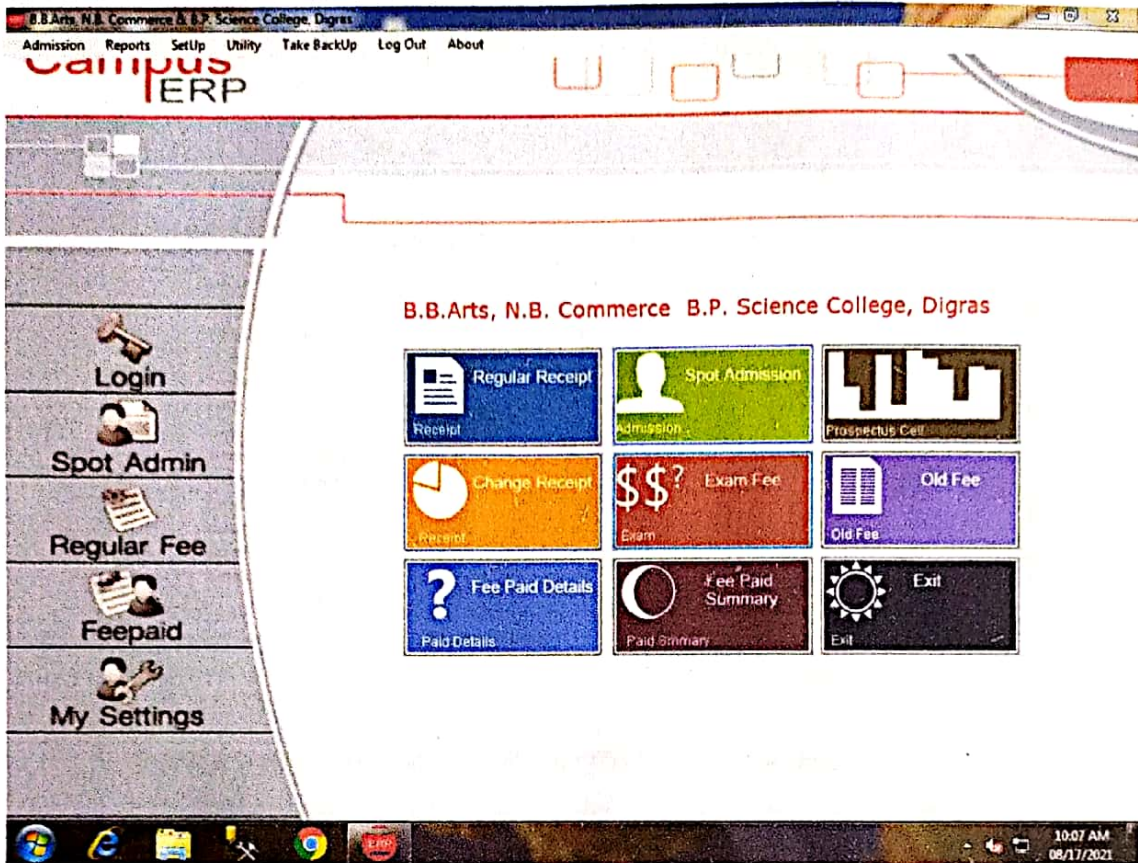 B.B.Arts, N.B. Commerce & B.P. Science College, Digras
Admission Reports SetUp Utility Take BackUp Log Out About
Campus
ERP
B.B.Arts, N.B. Commerce B.P. Science College, Digras
Login
Spot Admin
Regular Fee
Feepaid
My Settings
Regular Receipt
Receipt
Spot Admission
Admission
Prospectus Cell
Change Receipt
Receipt
$$? Exam Fee
Exam
Old Fee
Old Fee
? Fee Paid Details
Paid Details
Fee Paid
Summary
Paid Smmary
Exit
Exit
ERP
10:07 AM
08/17/2021